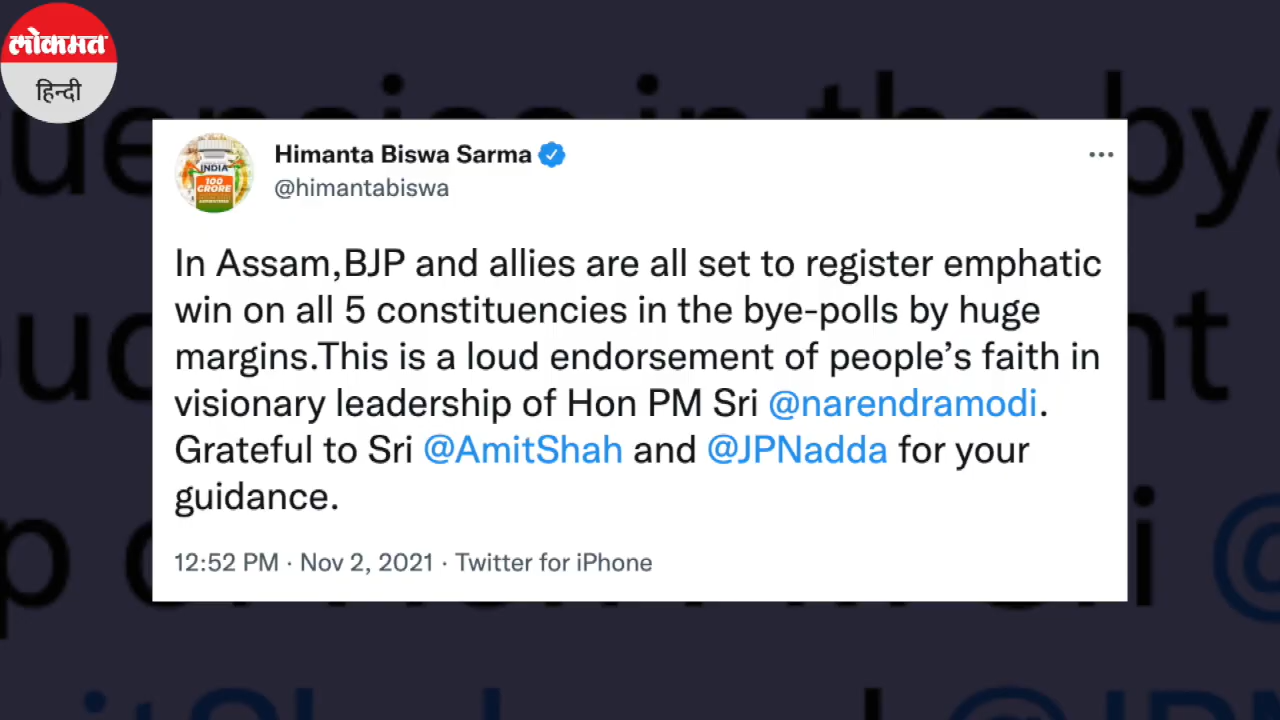 लोकमत
हिन्दी
Himanta Biswa Sarma
@himantabiswa
INDIA
100
CRORE
In Assam,BJP and allies are all set to register emphatic
win on all 5 constituencies in the bye-polls by huge
margins.This is a loud endorsement of people’s faith in
visionary leadership of Hon PM Sri @narendramodi.
Grateful to Sri @AmitShah and @JPNadda for your
guidance.
12:52 PM · Nov 2, 2021 · Twitter for iPhone